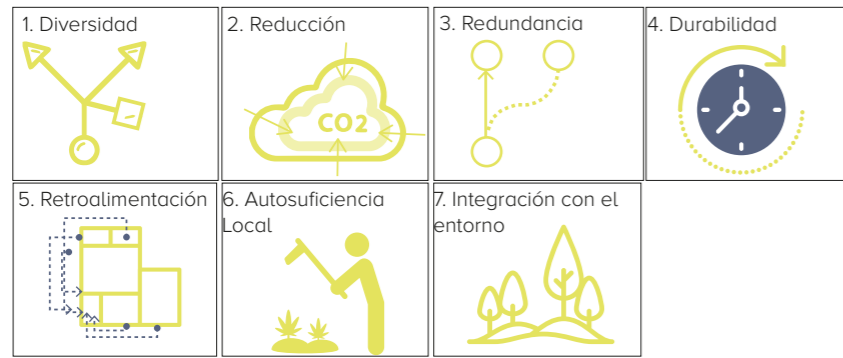 1. Diversidad
2. Reducción
CO2
3. Redundancia
4. Durabilidad
5. Retroalimentación
6. Autosuficiencia
Local
7. Integración con el
entorno